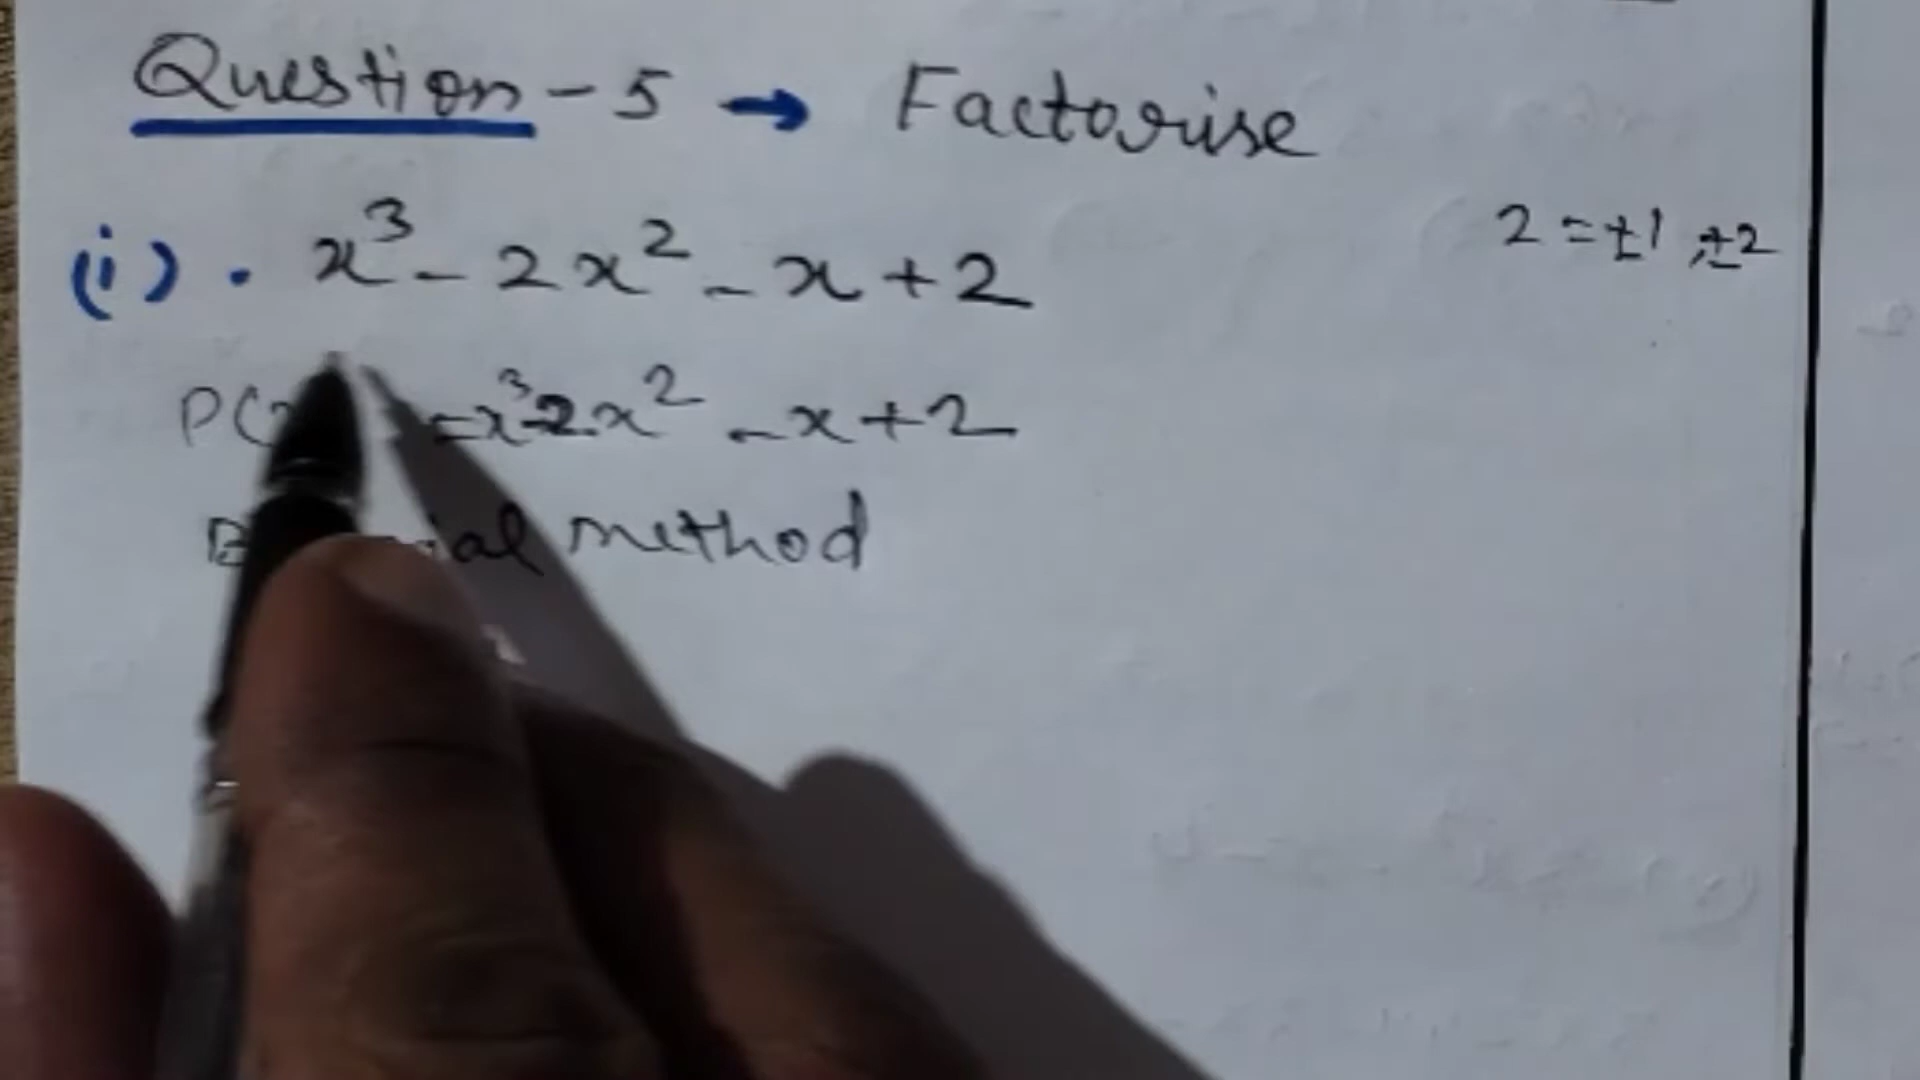 Question - 5 → Factorise
(i). x³ - 2x² - x + 2
2 = ±1, ±2
P( = x³-2x² - x + 2
method